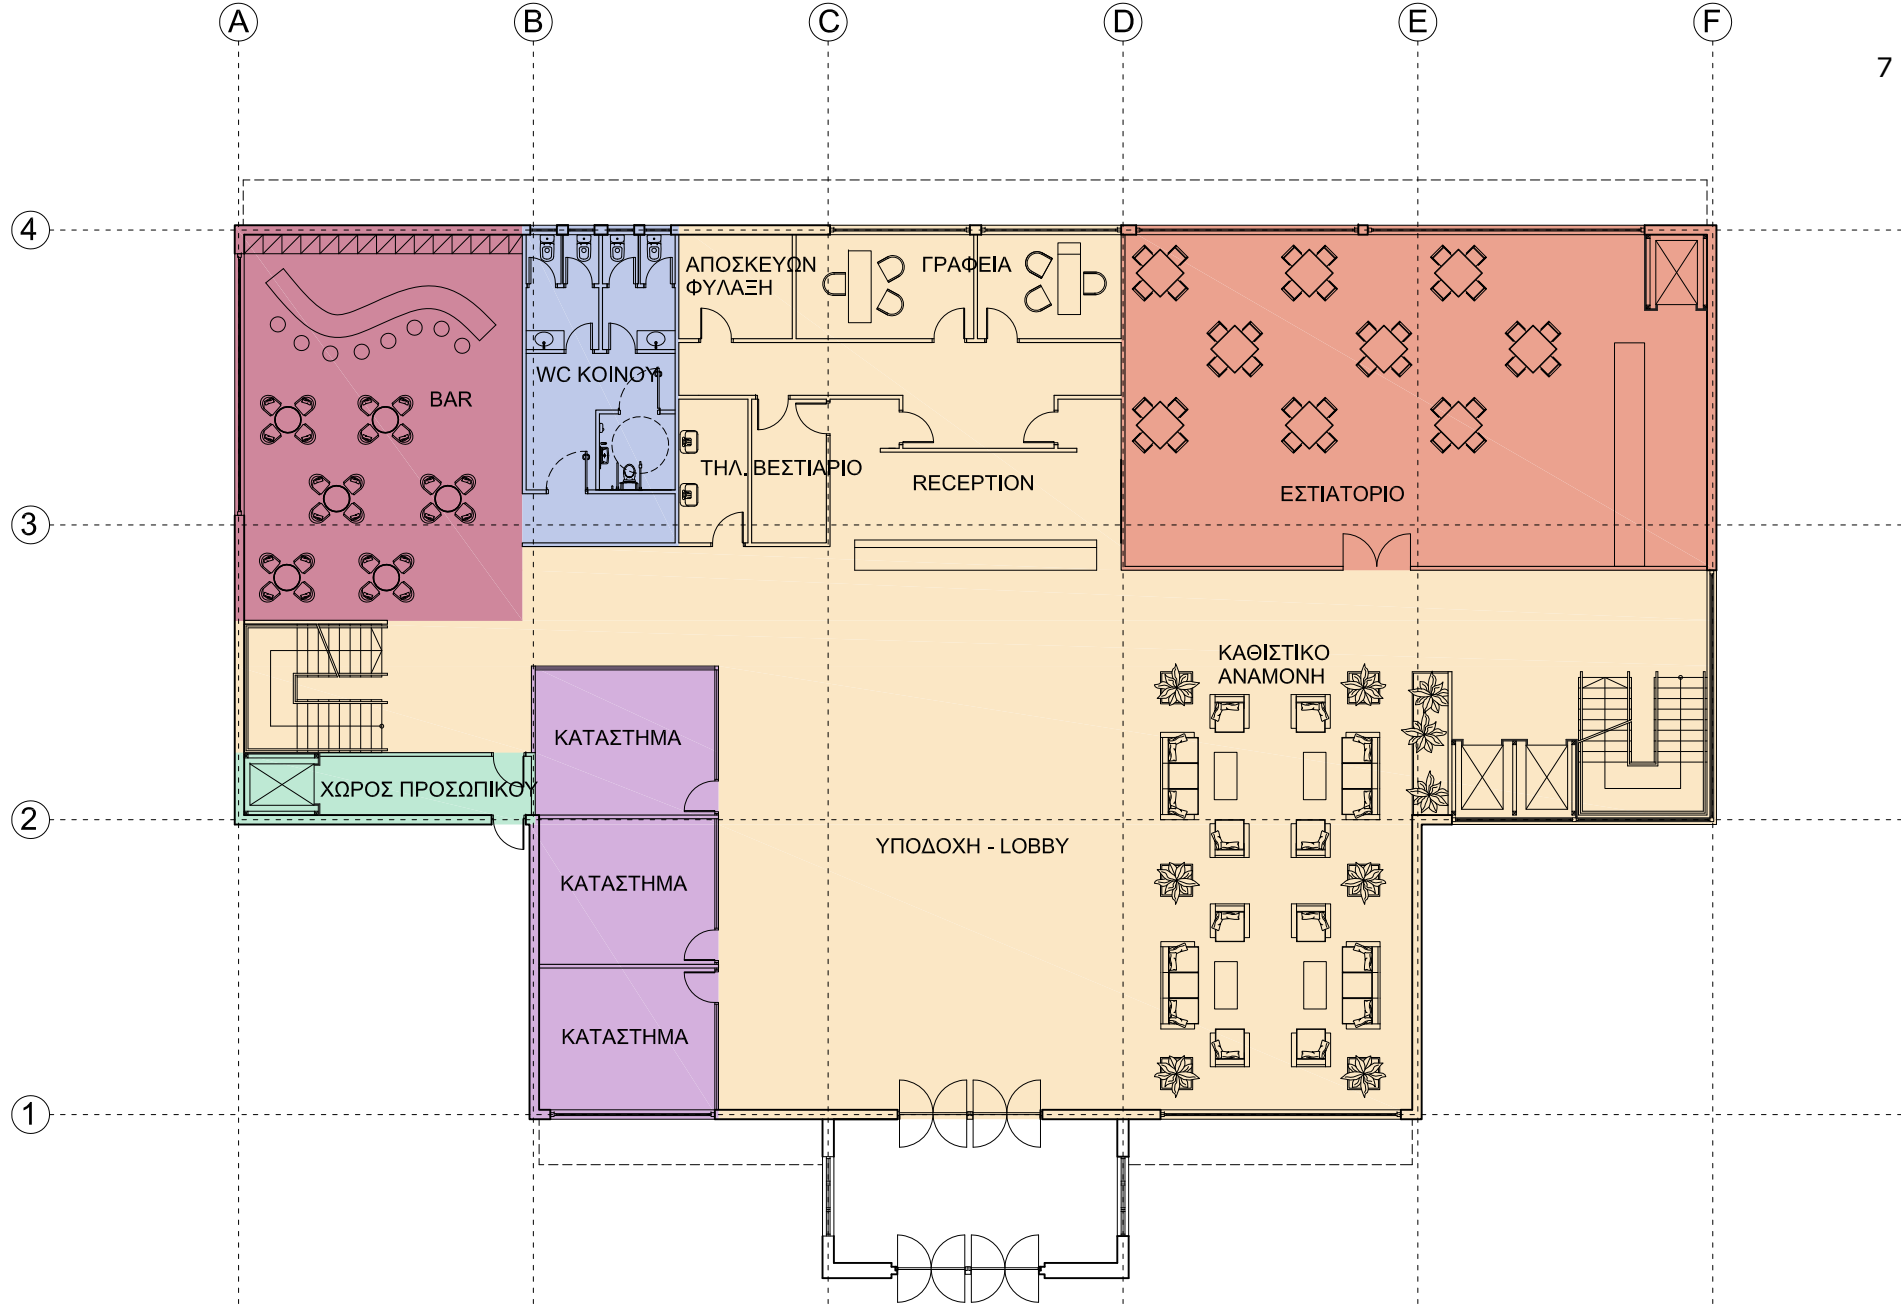 A B C D E F
7
4
ΑΠΟΣΚΕΥΩΝ
ΦΥΛΑΞΗ
ΓΡΑΦΕΙΑ
WC ΚΟΙΝΟΥ
BAR
ΤΗΛ. ΒΕΣΤΙΑΡΙΟ
RECEPTION
ΕΣΤΙΑΤΟΡΙΟ
3
ΚΑΘΙΣΤΙΚΟ
ΑΝΑΜΟΝΗ
ΚΑΤΑΣΤΗΜΑ
ΧΩΡΟΣ ΠΡΟΣΩΠΙΚΟΥ
2
ΥΠΟΔΟΧΗ - LOBBY
ΚΑΤΑΣΤΗΜΑ
ΚΑΤΑΣΤΗΜΑ
1